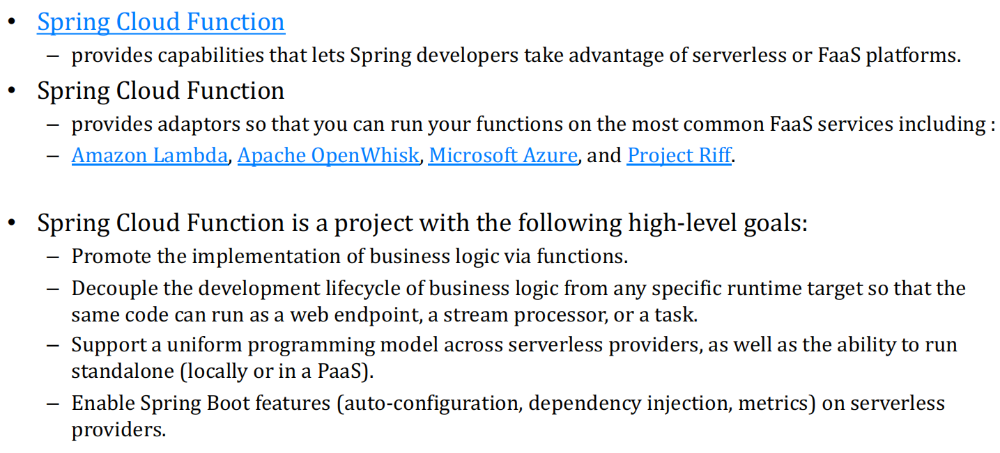 • Spring Cloud Function
– provides capabilities that lets Spring developers take advantage of serverless or FaaS platforms.
• Spring Cloud Function
– provides adaptors so that you can run your functions on the most common FaaS services including :
– Amazon Lambda, Apache OpenWhisk, Microsoft Azure, and Project Riff.
• Spring Cloud Function is a project with the following high-level goals:
– Promote the implementation of business logic via functions.
– Decouple the development lifecycle of business logic from any specific runtime target so that the
same code can run as a web endpoint, a stream processor, or a task.
– Support a uniform programming model across serverless providers, as well as the ability to run
standalone (locally or in a PaaS).
– Enable Spring Boot features (auto-configuration, dependency injection, metrics) on serverless
providers.